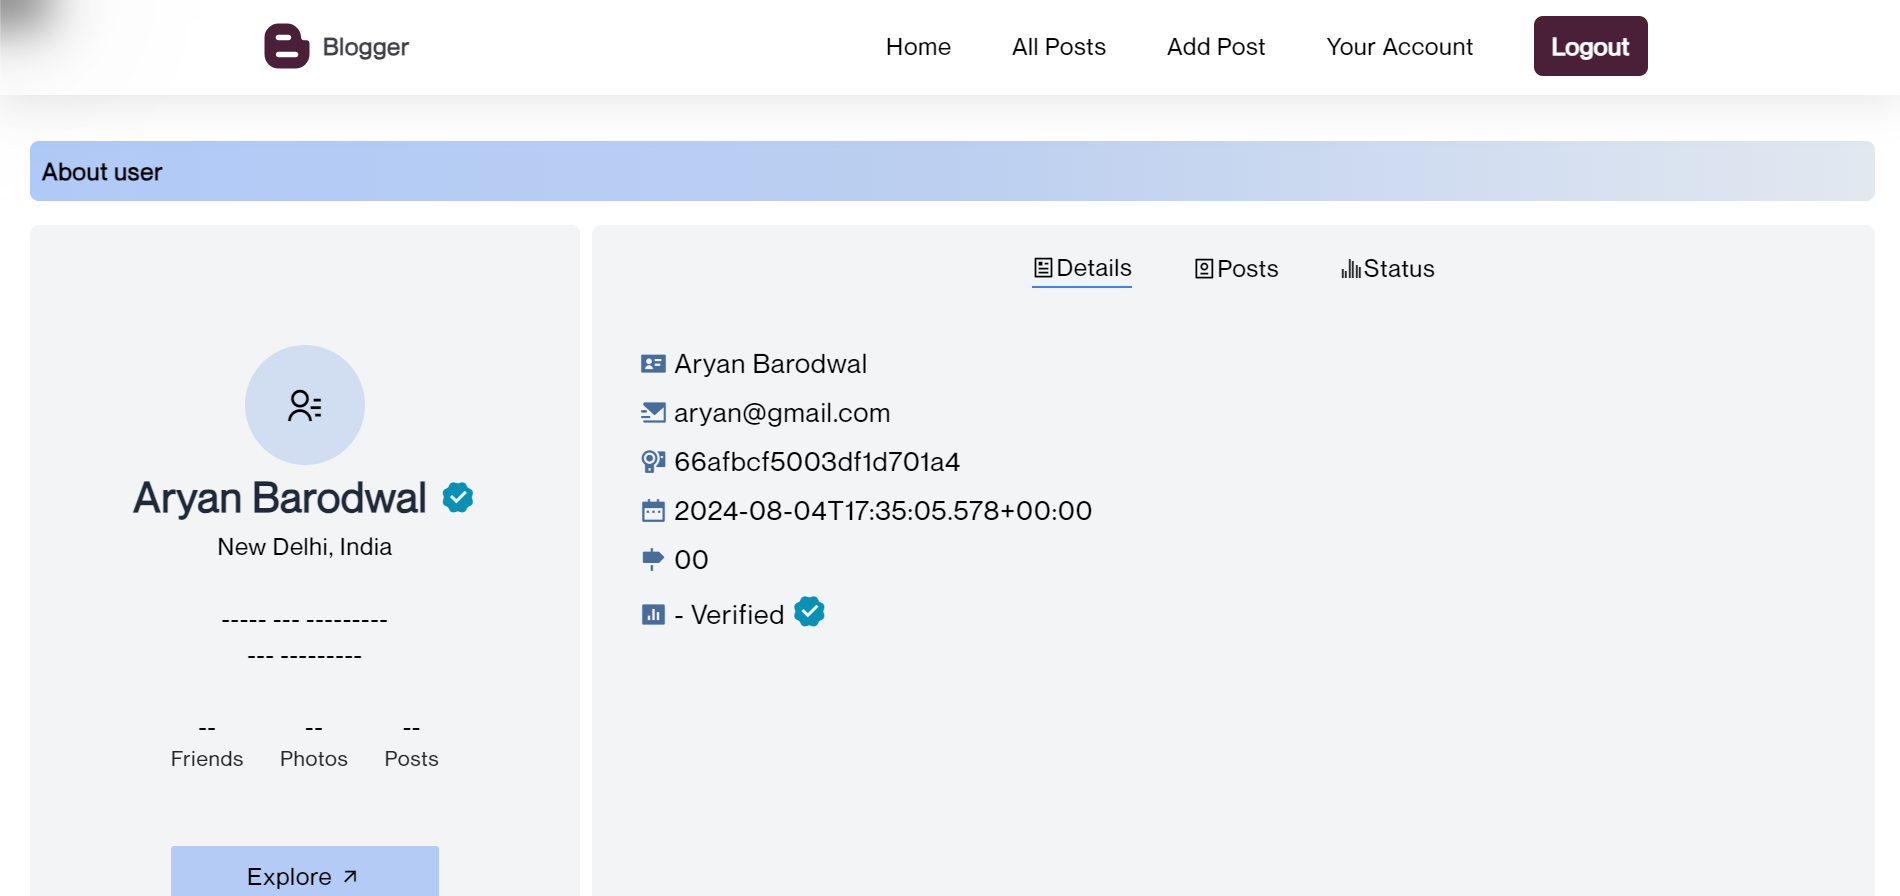 Blogger
Home
All Posts
Add Post
Your Account
Logout
About user
Aryan Barodwal
New Delhi, India
----- --- ---------
--- ---------
-- -- --
Friends Photos Posts
Explore
Details
Posts
Status
Aryan Barodwal
aryan@gmail.com
66afbcf5003df1d701a4
2024-08-04T17:35:05.578+00:00
00
- Verified